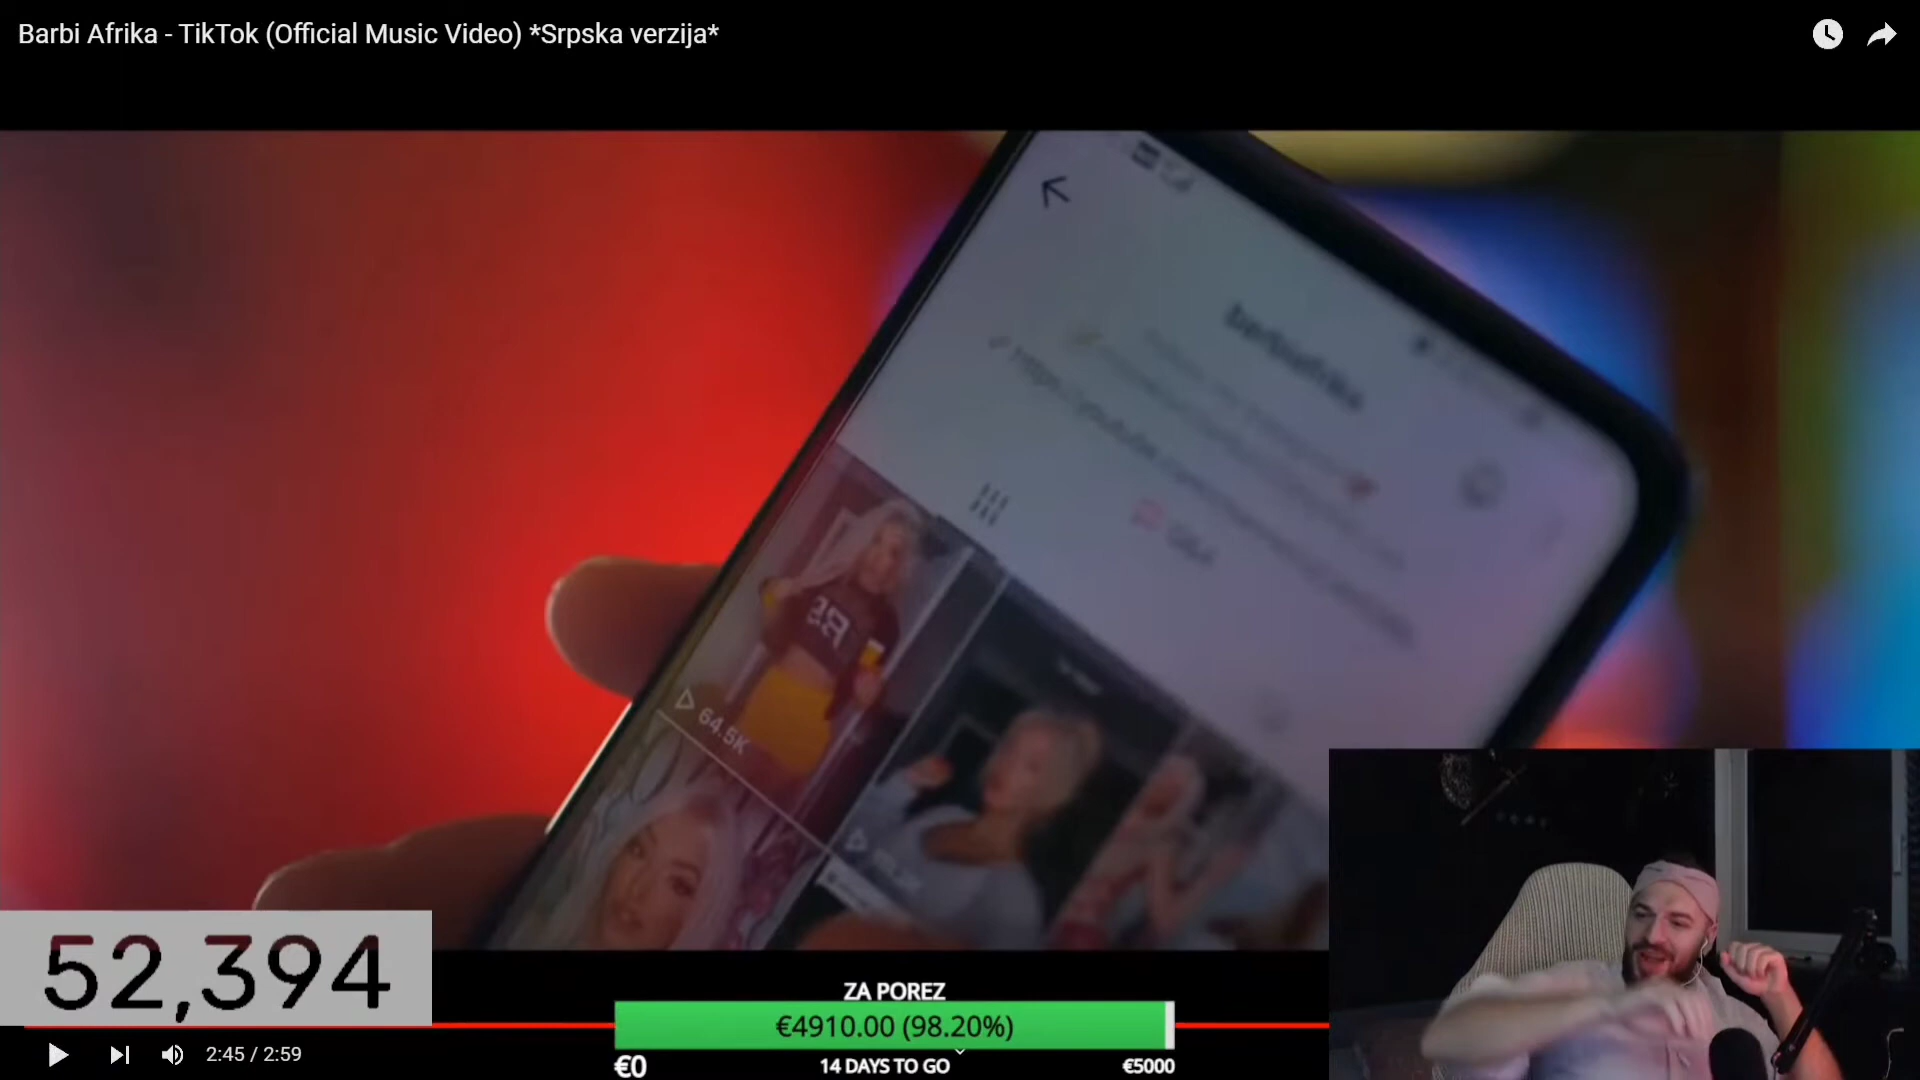 Barbi Afrika - TikTok (Official Music Video) *Srpska verzija*
barbiafrika
Q&A
64.5K
52,394
ZA POREZ
€4910.00 (98.20%)
€0
14 DAYS TO GO
€5000
2:45 / 2:59